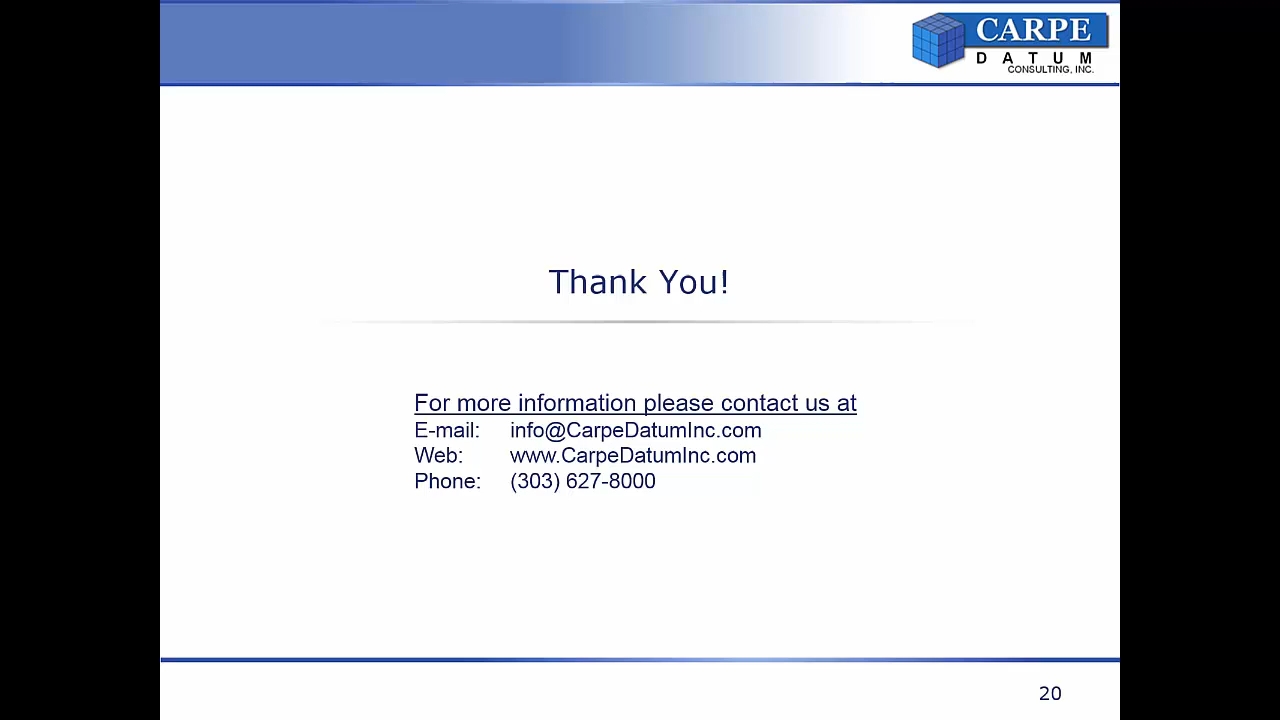 CARPE
DATUM
CONSULTING, INC.
Thank You!
For more information please contact us at
E-mail: info@CarpeDatumInc.com
Web: www.CarpeDatumInc.com
Phone: (303) 627-8000
20